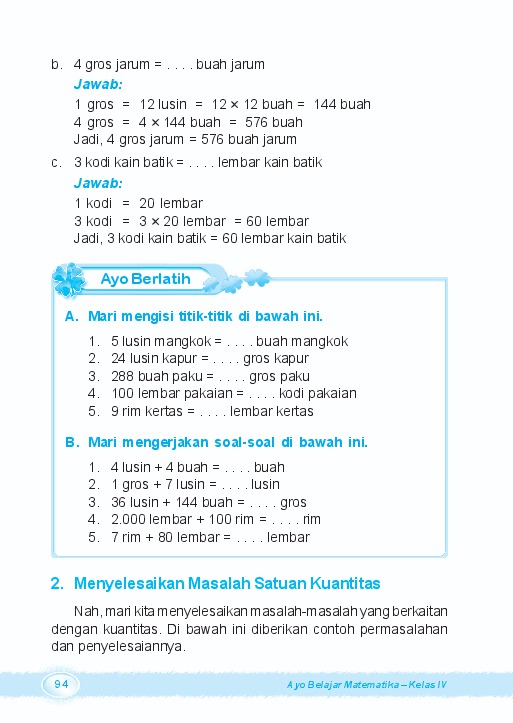 b. 4 gros jarum = . . . . buah jarum
Jawab:
1 gros = 12 lusin = 12 × 12 buah = 144 buah
4 gros = 4 × 144 buah = 576 buah
Jadi, 4 gros jarum = 576 buah jarum
c. 3 kodi kain batik = . . . . lembar kain batik
Jawab:
1 kodi = 20 lembar
3 kodi = 3 × 20 lembar = 60 lembar
Jadi, 3 kodi kain batik = 60 lembar kain batik
Ayo Berlatih
A. Mari mengisi titik-titik di bawah ini.
1. 5 lusin mangkok = . . . . buah mangkok
2. 24 lusin kapur = . . . . gros kapur
3. 288 buah paku = . . . . gros paku
4. 100 lembar pakaian = . . . . kodi pakaian
5. 9 rim kertas = . . . . lembar kertas
B. Mari mengerjakan soal-soal di bawah ini.
1. 4 lusin + 4 buah = . . . . buah
2. 1 gros + 7 lusin = . . . . lusin
3. 36 lusin + 144 buah = . . . . gros
4. 2.000 lembar + 100 rim = . . . . rim
5. 7 rim + 80 lembar = . . . . lembar
2. Menyelesaikan Masalah Satuan Kuantitas
Nah, mari kita menyelesaikan masalah-masalah yang berkaitan
dengan kuantitas. Di bawah ini diberikan contoh permasalahan
dan penyelesaiannya.
94 Ayo Belajar Matematika – Kelas IV